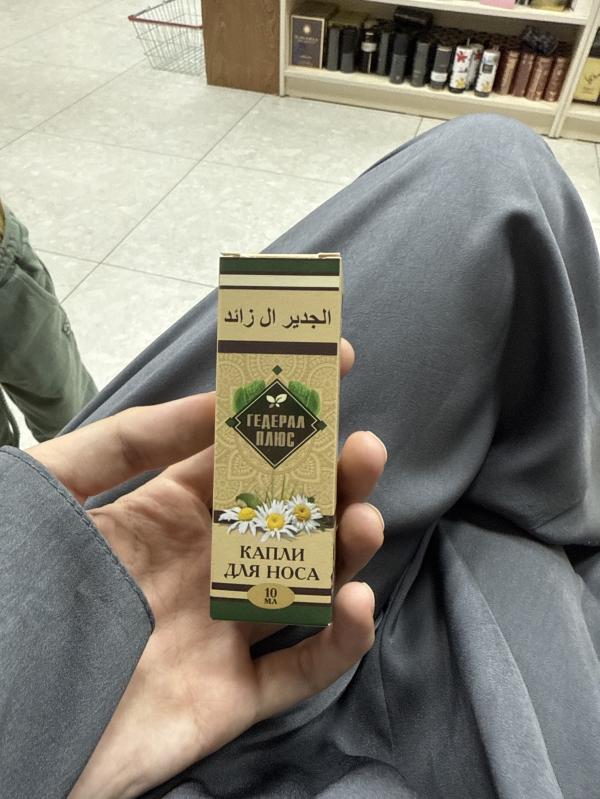 الجدير ال زائد
ГЕДЕРАЛ
ПЛЮС
КАПЛИ
ДЛЯ НОСА
10
МЛ